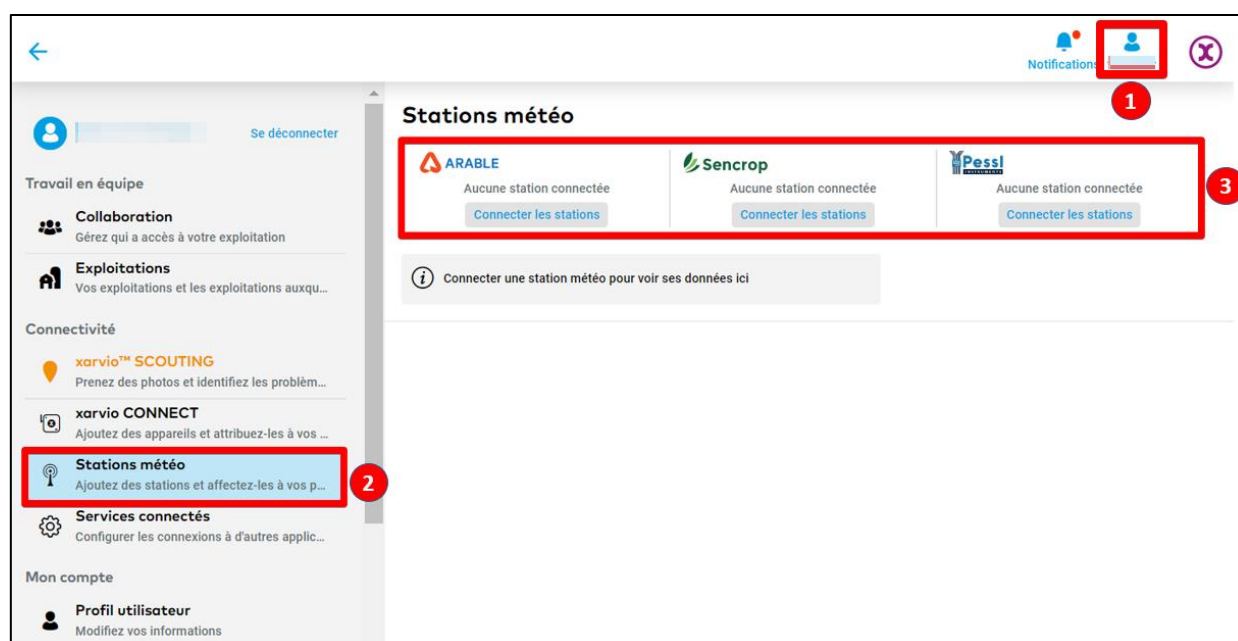 Notifications
1
Se déconnecter
Travail en équipe
Collaboration
Gérez qui a accès à votre exploitation
Exploitations
Vos exploitations et les exploitations auxqu...
Connectivité
xarvio™ SCOUTING
Prenez des photos et identifiez les problèm...
xarvio CONNECT
Ajoutez des appareils et attribuez-les à vos ...
Stations météo
Ajoutez des stations et affectez-les à vos p...
2
Services connectés
Configurer les connexions à d'autres applic...
Mon compte
Profil utilisateur
Modifiez vos informations
Stations météo
ARABLE
Aucune station connectée
Connecter les stations
Sencrop
Aucune station connectée
Connecter les stations
Pessl
INSTRUMENTS
Aucune station connectée
Connecter les stations
3
Connecter une station météo pour voir ses données ici